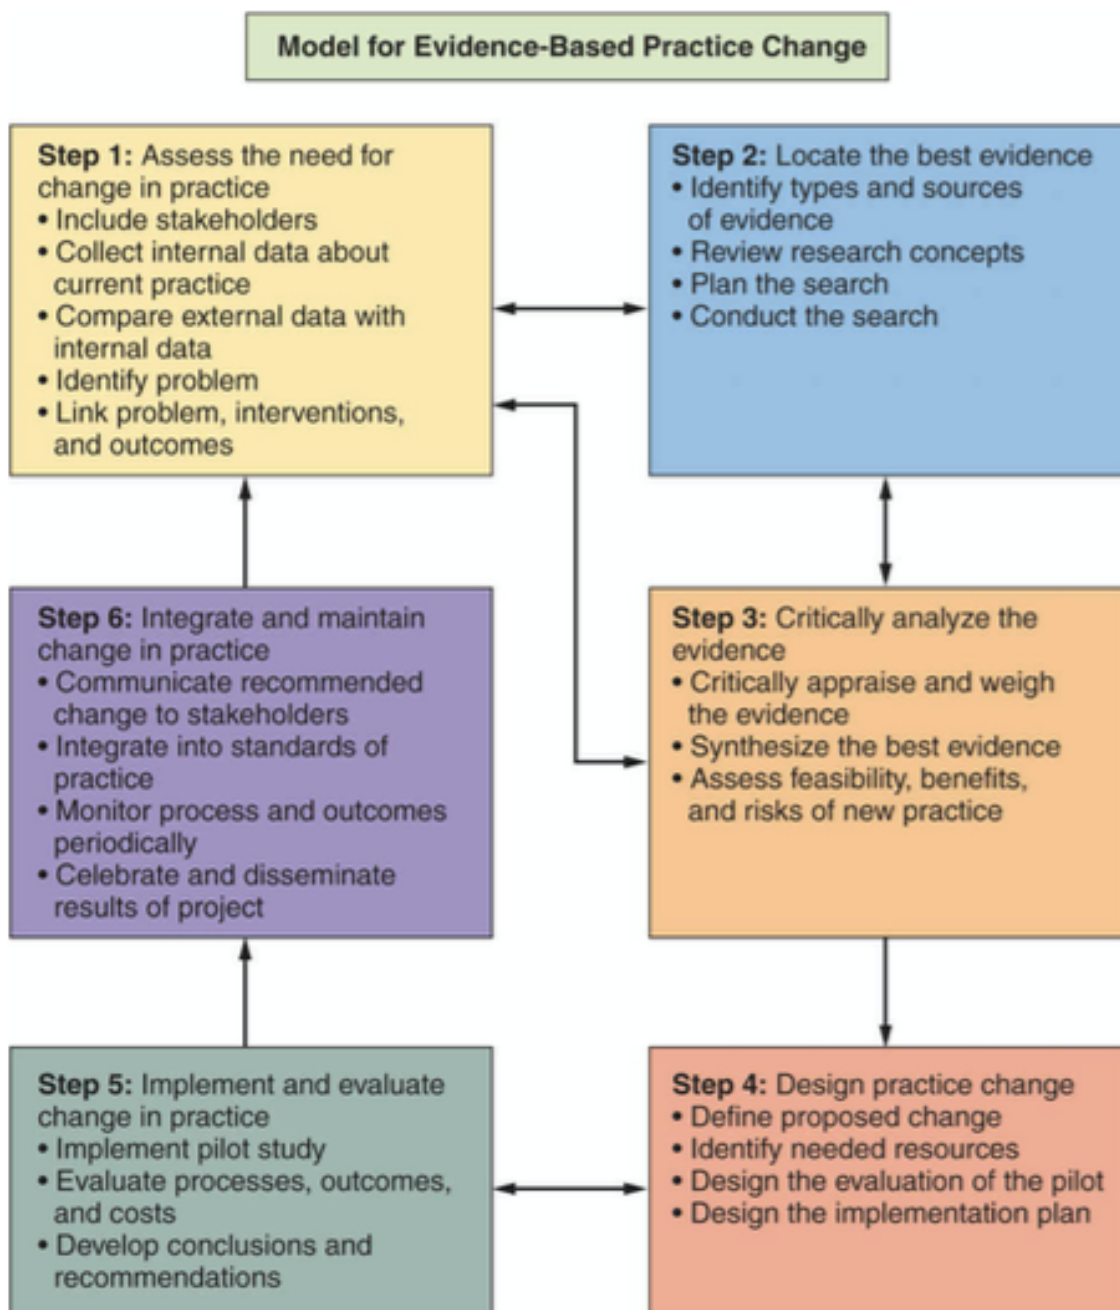 Model for Evidence-Based Practice Change
Step 1: Assess the need for
change in practice
• Include stakeholders
• Collect internal data about
current practice
• Compare external data with
internal data
• Identify problem
• Link problem, interventions,
and outcomes
Step 2: Locate the best evidence
• Identify types and sources
of evidence
• Review research concepts
• Plan the search
• Conduct the search
Step 3: Critically analyze the
evidence
• Critically appraise and weigh
the evidence
• Synthesize the best evidence
• Assess feasibility, benefits,
and risks of new practice
Step 4: Design practice change
• Define proposed change
• Identify needed resources
• Design the evaluation of the pilot
• Design the implementation plan
Step 5: Implement and evaluate
change in practice
• Implement pilot study
• Evaluate processes, outcomes,
and costs
• Develop conclusions and
recommendations
Step 6: Integrate and maintain
change in practice
• Communicate recommended
change to stakeholders
• Integrate into standards of
practice
• Monitor process and outcomes
periodically
• Celebrate and disseminate
results of project